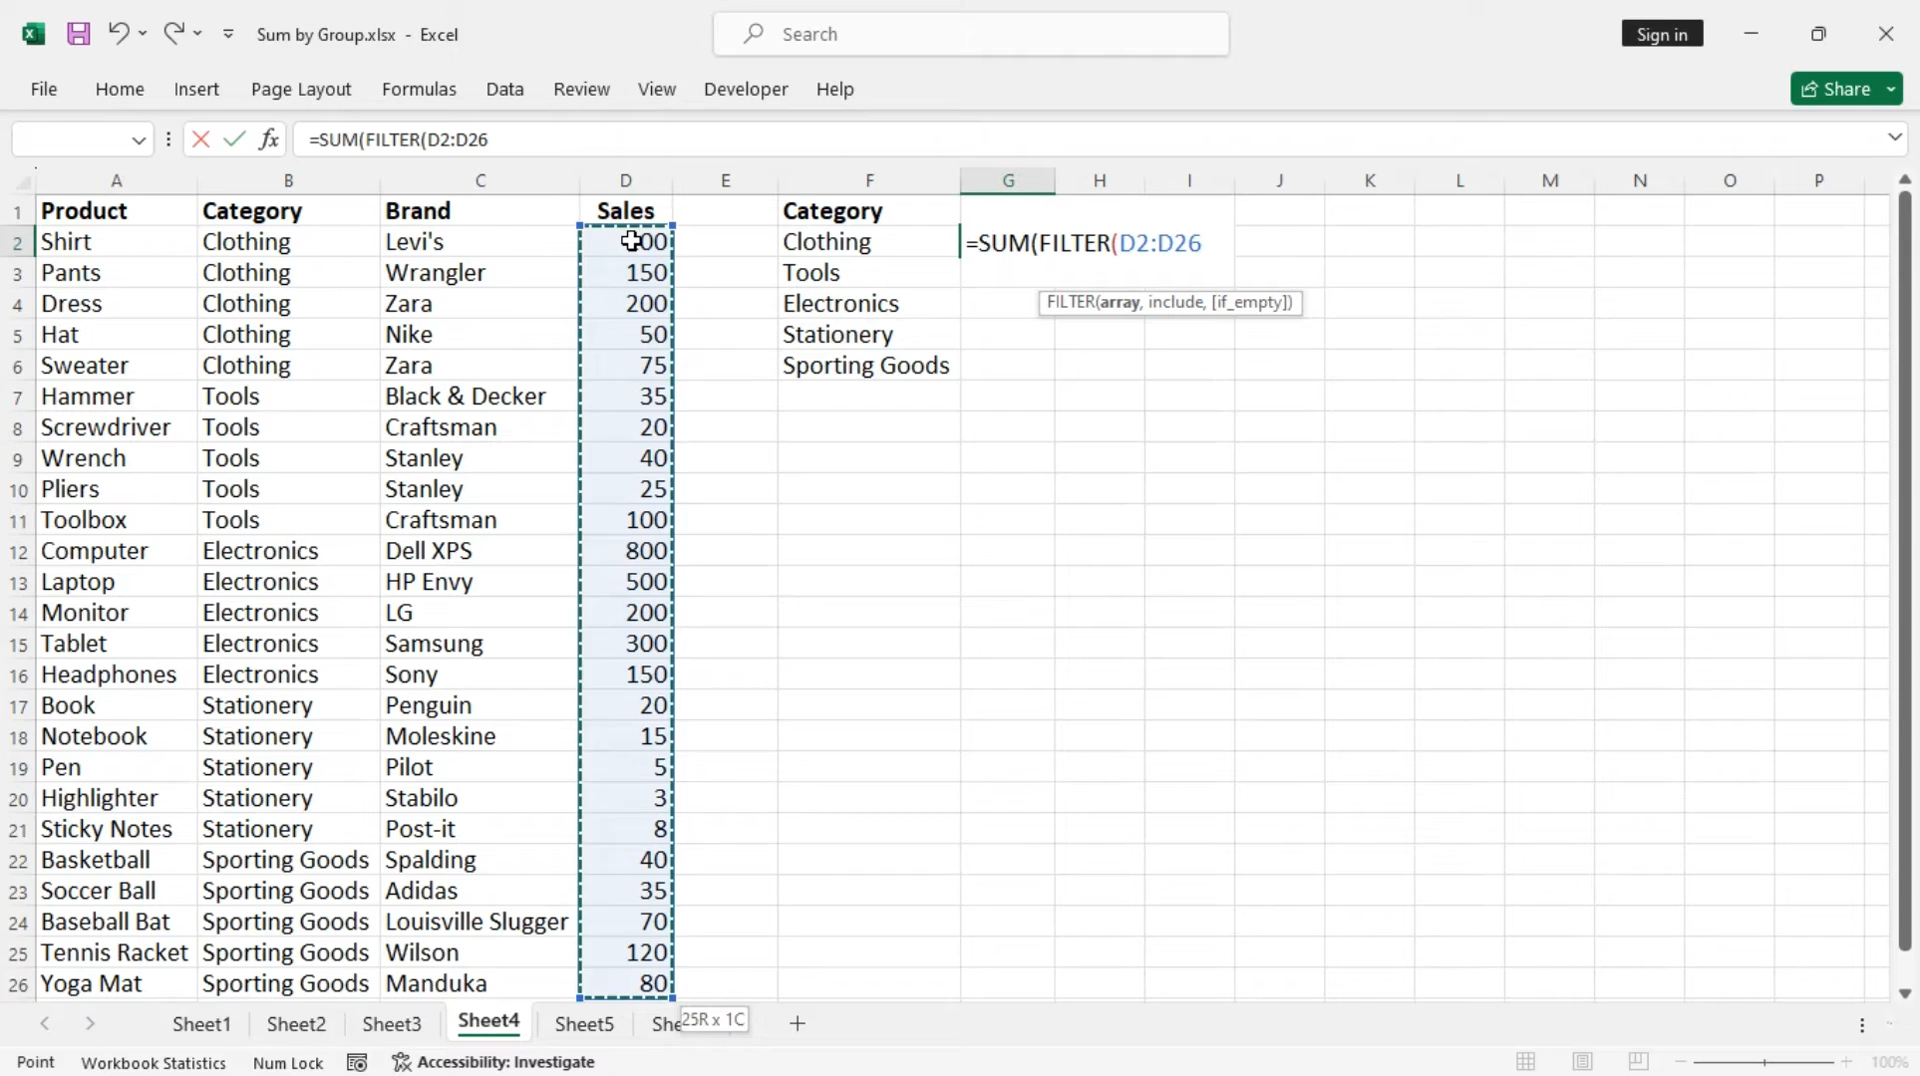 Sum by Group.xlsx - Excel
Search
Sign in
File Home Insert Page Layout Formulas Data Review View Developer Help
Share
fx =SUM(FILTER(D2:D26
A B C D E F G H I J K L M N O P
1 Product Category Brand Sales Category
2 Shirt Clothing Levi's 00 Clothing =SUM(FILTER(D2:D26
3 Pants Clothing Wrangler 150 Tools
4 Dress Clothing Zara 200 Electronics FILTER(array, include, [if_empty])
5 Hat Clothing Nike 50 Stationery
6 Sweater Clothing Zara 75 Sporting Goods
7 Hammer Tools Black & Decker 35
8 Screwdriver Tools Craftsman 20
9 Wrench Tools Stanley 40
10 Pliers Tools Stanley 25
11 Toolbox Tools Craftsman 100
12 Computer Electronics Dell XPS 800
13 Laptop Electronics HP Envy 500
14 Monitor Electronics LG 200
15 Tablet Electronics Samsung 300
16 Headphones Electronics Sony 150
17 Book Stationery Penguin 20
18 Notebook Stationery Moleskine 15
19 Pen Stationery Pilot 5
20 Highlighter Stationery Stabilo 3
21 Sticky Notes Stationery Post-it 8
22 Basketball Sporting Goods Spalding 40
23 Soccer Ball Sporting Goods Adidas 35
24 Baseball Bat Sporting Goods Louisville Slugger 70
25 Tennis Racket Sporting Goods Wilson 120
26 Yoga Mat Sporting Goods Manduka 80
Sheet1 Sheet2 Sheet3 Sheet4 Sheet5 She 25R x 1C
Point Workbook Statistics Num Lock Accessibility: Investigate 100%